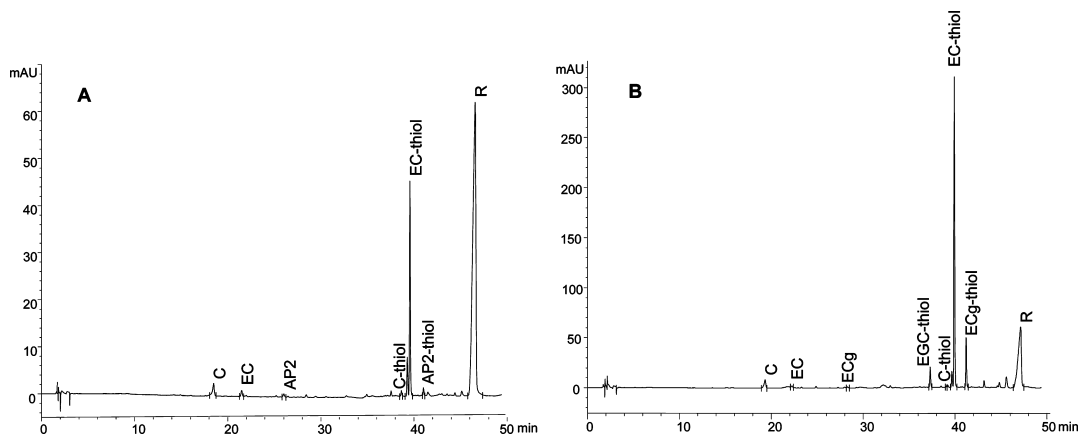 mAU
A
60
50
40
30
20
10
0
C
EC
AP2
C-thiol
EC-thiol
AP2-thiol
R
0 10 20 30 40 50 min
mAU
B
300
250
200
150
100
50
0
C
EC
ECg
EGC-thiol
C-thiol
EC-thiol
ECg-thiol
R
0 10 20 30 40 50 min